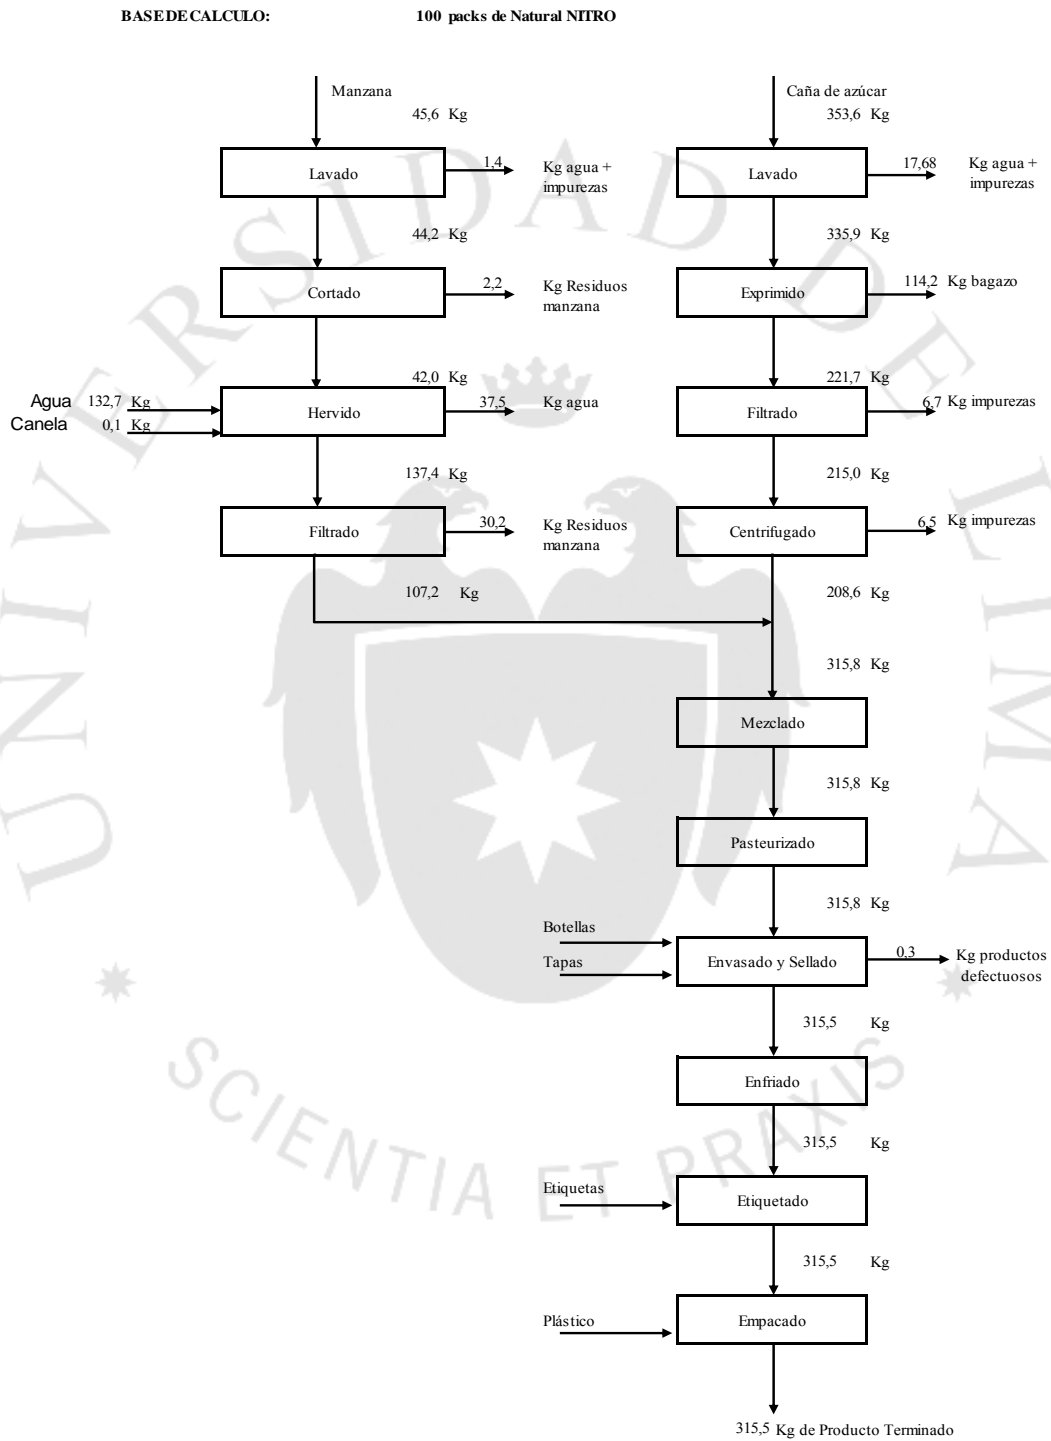 BASE DE CALCULO: 100 packs de Natural NITRO
Manzana
45,6 Kg
Caña de azúcar
353,6 Kg
Lavado
1,4
Kg agua +
impurezas
Lavado
17,68
Kg agua +
impurezas
44,2 Kg
335,9 Kg
Cortado
2,2
Kg Residuos
manzana
Exprimido
114,2 Kg bagazo
42,0 Kg
221,7 Kg
Agua 132,7 Kg
Canela 0,1 Kg
Hervido
37,5
Kg agua
Filtrado
6,7 Kg impurezas
137,4 Kg
215,0 Kg
Filtrado
30,2
Kg Residuos
manzana
Centrifugado
6,5 Kg impurezas
107,2 Kg
208,6 Kg
315,8 Kg
Mezclado
315,8 Kg
Pasteurizado
315,8 Kg
Botellas
Tapas
Envasado y Sellado
0,3
Kg productos
defectuosos
315,5 Kg
Enfriado
315,5 Kg
Etiquetas
Etiquetado
315,5 Kg
Plástico
Empacado
315,5 Kg de Producto Terminado
UNIVERSIDAD DE LIMA
SCIENTIA ET PRAXIS